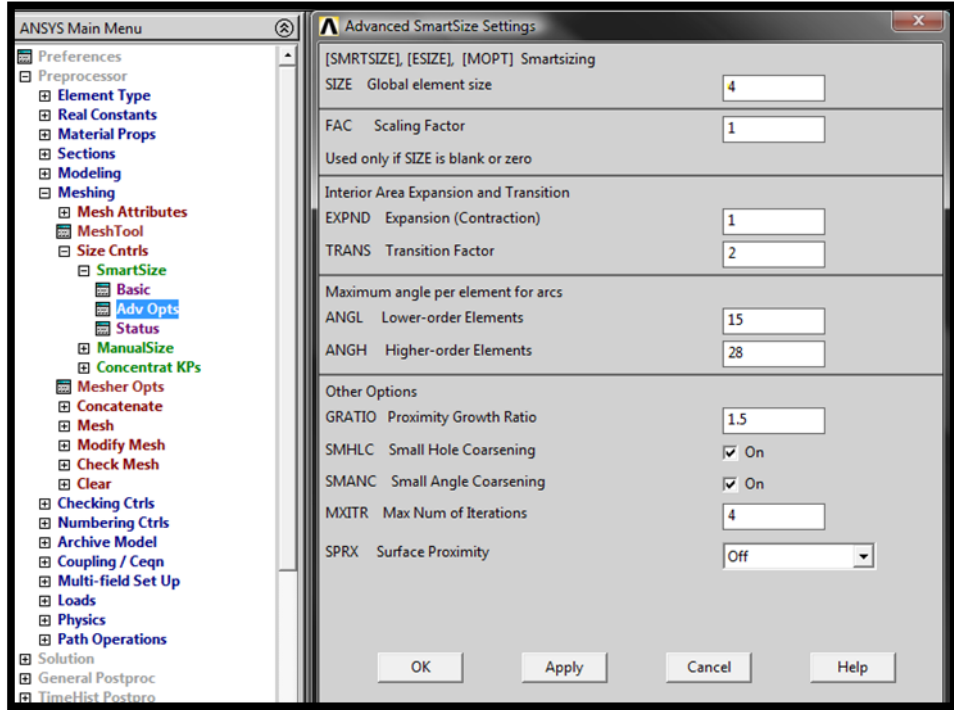 ANSYS Main Menu
Preferences
Preprocessor
Element Type
Real Constants
Material Props
Sections
Modeling
Meshing
Mesh Attributes
MeshTool
Size Cntrls
SmartSize
Basic
Adv Opts
Status
ManualSize
Concentrat KPs
Mesher Opts
Concatenate
Mesh
Modify Mesh
Check Mesh
Clear
Checking Ctrls
Numbering Ctrls
Archive Model
Coupling / Ceqn
Multi-field Set Up
Loads
Physics
Path Operations
Solution
General Postproc
TimeHist Postpro
Advanced SmartSize Settings
[SMRTSIZE], [ESIZE], [MOPT] Smartsizing
SIZE Global element size 4
FAC Scaling Factor 1
Used only if SIZE is blank or zero
Interior Area Expansion and Transition
EXPND Expansion (Contraction) 1
TRANS Transition Factor 2
Maximum angle per element for arcs
ANGL Lower-order Elements 15
ANGH Higher-order Elements 28
Other Options
GRATIO Proximity Growth Ratio 1.5
SMHLC Small Hole Coarsening On
SMANC Small Angle Coarsening On
MXITR Max Num of Iterations 4
SPRX Surface Proximity Off
OK Apply Cancel Help